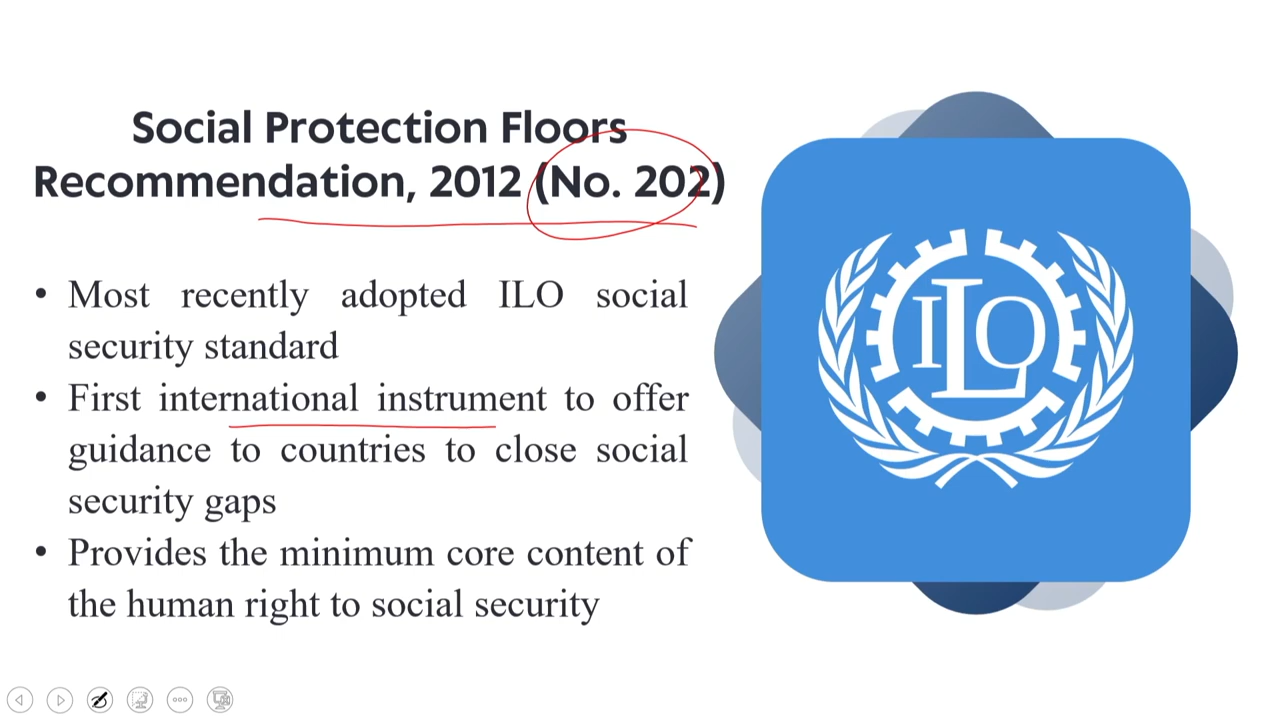 Social Protection Floors
Recommendation, 2012 (No. 202)
• Most recently adopted ILO social
security standard
• First international instrument to offer
guidance to countries to close social
security gaps
• Provides the minimum core content of
the human right to social security
ILO